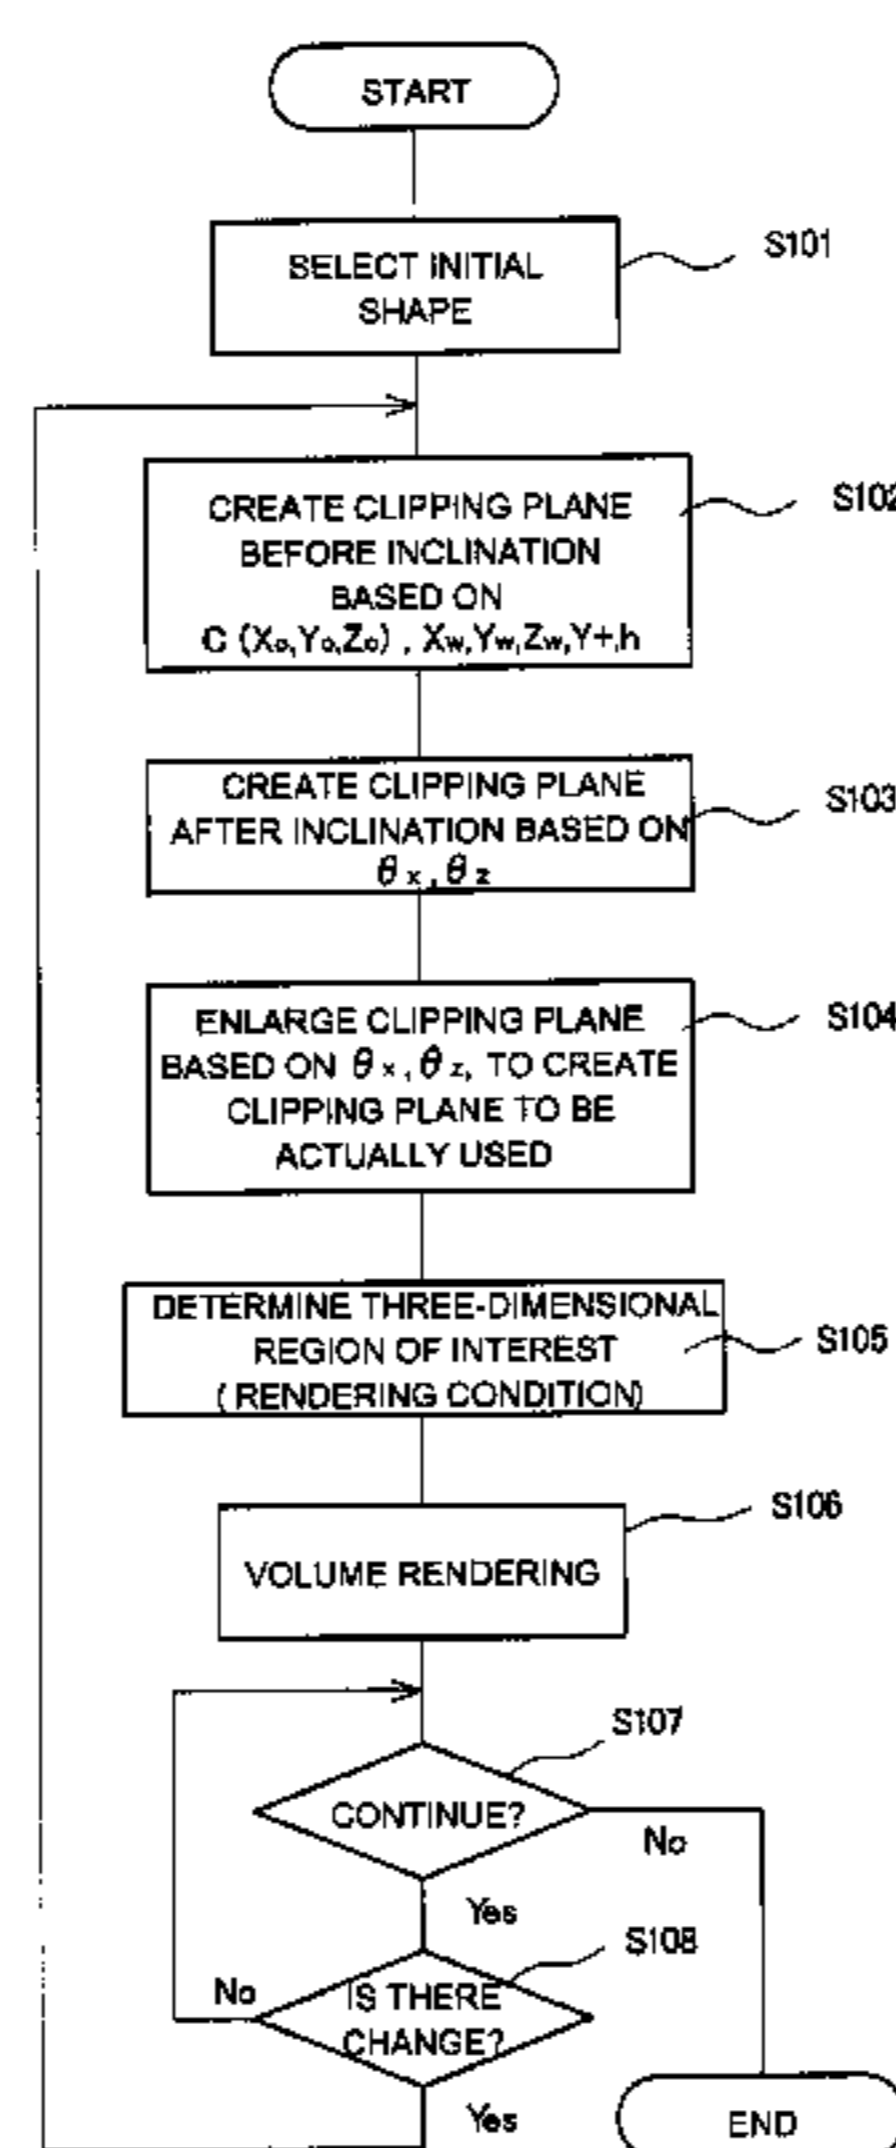 START
SELECT INITIAL
SHAPE
S101
CREATE CLIPPING PLANE
BEFORE INCLINATION
BASED ON
C (Xo,Yo,Zo) , Xw,Yw,Zw,Y+,h
S102
CREATE CLIPPING PLANE
AFTER INCLINATION BASED ON
θx, θz
S103
ENLARGE CLIPPING PLANE
BASED ON θx, θz, TO CREATE
CLIPPING PLANE TO BE
ACTUALLY USED
S104
DETERMINE THREE-DIMENSIONAL
REGION OF INTEREST
( RENDERING CONDITION)
S105
VOLUME RENDERING
S106
CONTINUE?
S107
No
Yes
IS THERE
CHANGE?
S108
No
Yes
END